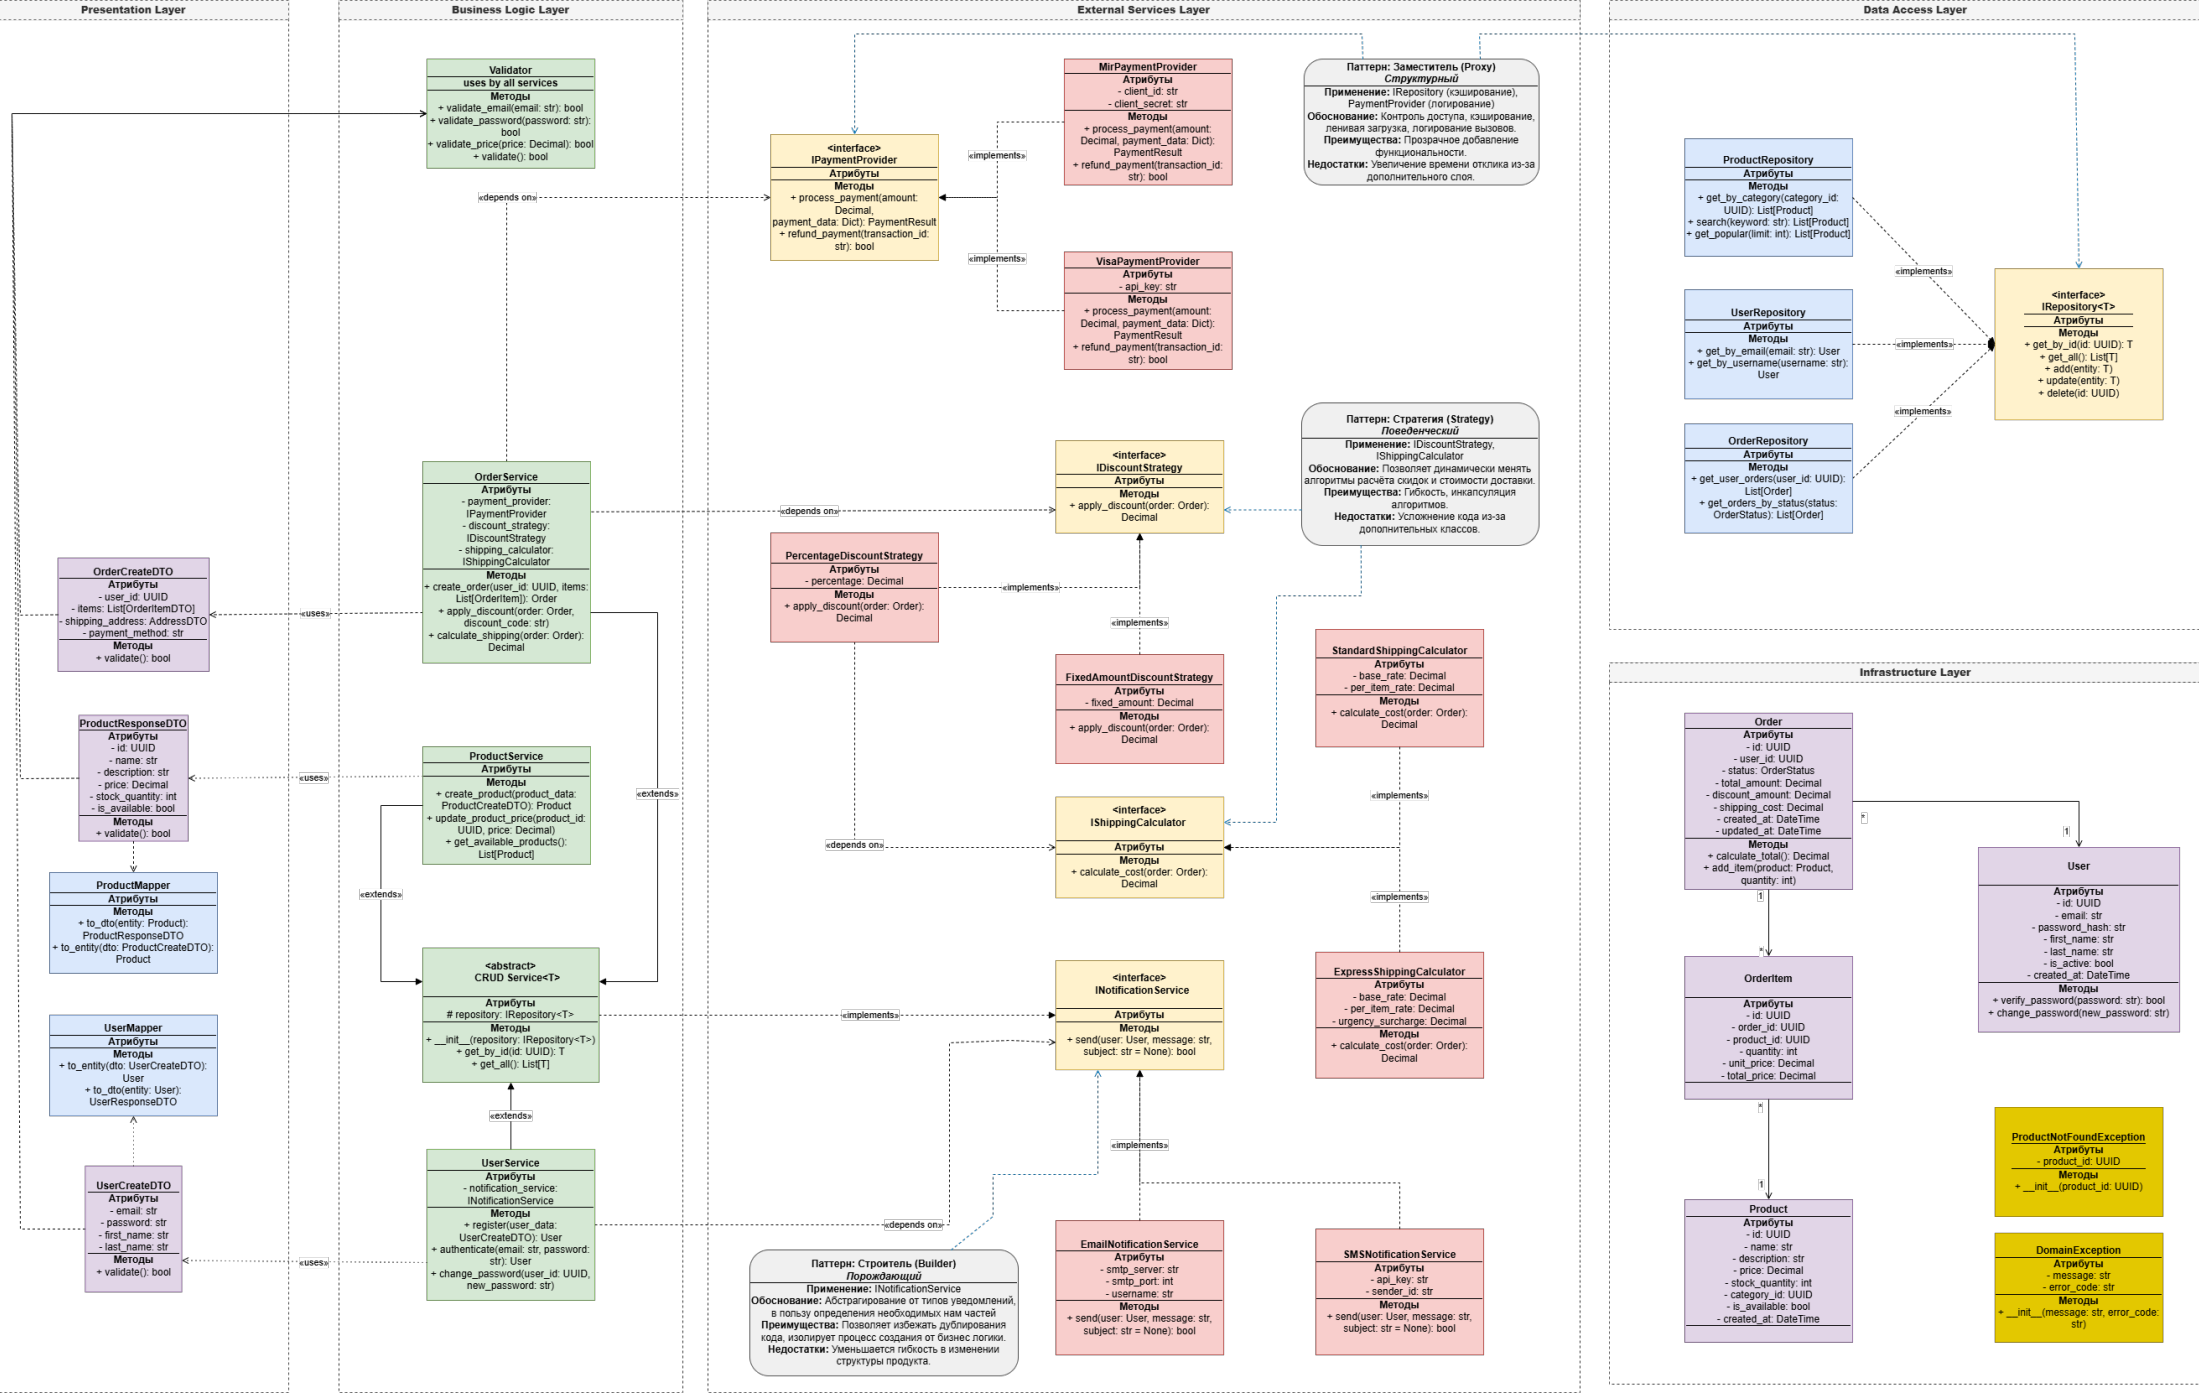 Presentation Layer
OrderCreateDTO
Атрибуты
- user_id: UUID
- items: List[OrderItemDTO]
- shipping_address: AddressDTO
- payment_method: str
Методы
+ validate(): bool
ProductResponseDTO
Атрибуты
- id: UUID
- name: str
- description: str
- price: Decimal
- stock_quantity: int
- is_available: bool
Методы
+ validate(): bool
ProductMapper
Атрибуты
Методы
+ to_dto(entity: Product):
ProductResponseDTO
+ to_entity(dto: ProductCreateDTO):
Product
UserMapper
Атрибуты
Методы
+ to_entity(dto: UserCreateDTO):
User
+ to_dto(entity: User):
UserResponseDTO
UserCreateDTO
Атрибуты
- email: str
- password: str
- first_name: str
- last_name: str
Методы
+ validate(): bool
«uses»
«uses»
«uses»
Business Logic Layer
Validator
uses by all services
Методы
+ validate_email(email: str): bool
+ validate_password(password: str):
bool
+ validate_price(price: Decimal): bool
+ validate(): bool
«depends on»
OrderService
Атрибуты
- payment_provider:
IPaymentProvider
- discount_strategy:
IDiscountStrategy
- shipping_calculator:
IShippingCalculator
Методы
+ create_order(user_id: UUID, items:
List[OrderItem]): Order
+ apply_discount(order: Order,
discount_code: str)
+ calculate_shipping(order: Order):
Decimal
ProductService
Атрибуты
Методы
+ create_product(product_data:
ProductCreateDTO): Product
+ update_product_price(product_id:
UUID, price: Decimal)
+ get_available_products():
List[Product]
«extends»
«extends»
<abstract>
CRUD Service<T>
Атрибуты
# repository: IRepository<T>
Методы
+ __init__(repository: IRepository<T>)
+ get_by_id(id: UUID): T
+ get_all(): List[T]
«extends»
UserService
Атрибуты
- notification_service:
INotificationService
Методы
+ register(user_data:
UserCreateDTO): User
+ authenticate(email: str, password:
str): User
+ change_password(user_id: UUID,
new_password: str)
External Services Layer
<interface>
IPaymentProvider
Атрибуты
Методы
+ process_payment(amount:
Decimal,
payment_data: Dict): PaymentResult
+ refund_payment(transaction_id:
str): bool
«implements»
«implements»
MirPaymentProvider
Атрибуты
- client_id: str
- client_secret: str
Методы
+ process_payment(amount:
Decimal, payment_data: Dict):
PaymentResult
+ refund_payment(transaction_id:
str): bool
VisaPaymentProvider
Атрибуты
- api_key: str
Методы
+ process_payment(amount:
Decimal, payment_data: Dict):
PaymentResult
+ refund_payment(transaction_id:
str): bool
Паттерн: Заместитель (Proxy)
Структурный
Применение: IRepository (кэширование),
PaymentProvider (логирование)
Обоснование: Контроль доступа, кэширование,
ленивая загрузка, логирование вызовов.
Преимущества: Прозрачное добавление
функциональности.
Недостатки: Увеличение времени отклика из-за
дополнительного слоя.
Паттерн: Стратегия (Strategy)
Поведенческий
Применение: IDiscountStrategy,
IShippingCalculator
Обоснование: Позволяет динамически менять
алгоритмы расчёта скидок и стоимости доставки.
Преимущества: Гибкость, инкапсуляция
алгоритмов.
Недостатки: Усложнение кода из-за
дополнительных классов.
«depends on»
<interface>
IDiscountStrategy
Атрибуты
Методы
+ apply_discount(order: Order):
Decimal
PercentageDiscountStrategy
Атрибуты
- percentage: Decimal
Методы
+ apply_discount(order: Order):
Decimal
«implements»
«implements»
FixedAmountDiscountStrategy
Атрибуты
- fixed_amount: Decimal
Методы
+ apply_discount(order: Order):
Decimal
StandardShippingCalculator
Атрибуты
- base_rate: Decimal
- per_item_rate: Decimal
Методы
+ calculate_cost(order: Order):
Decimal
«implements»
<interface>
IShippingCalculator
Атрибуты
Методы
+ calculate_cost(order: Order):
Decimal
«depends on»
«implements»
ExpressShippingCalculator
Атрибуты
- base_rate: Decimal
- per_item_rate: Decimal
- urgency_surcharge: Decimal
Методы
+ calculate_cost(order: Order):
Decimal
«implements»
<interface>
INotificationService
Атрибуты
Методы
+ send(user: User, message: str,
subject: str = None): bool
«implements»
«depends on»
Паттерн: Строитель (Builder)
Порождающий
Применение: INotificationService
Обоснование: Абстрагирование от типов уведомлений,
в пользу определения необходимых нам частей
Преимущества: Позволяет избежать дублирования
кода, изолирует процесс создания от бизнес логики.
Недостатки: Уменьшается гибкость в изменении
структуры продукта.
EmailNotificationService
Атрибуты
- smtp_server: str
- smtp_port: int
- username: str
Методы
+ send(user: User, message: str,
subject: str = None): bool
SMSNotificationService
Атрибуты
- api_key: str
- sender_id: str
Методы
+ send(user: User, message: str,
subject: str = None): bool
Data Access Layer
ProductRepository
Атрибуты
Методы
+ get_by_category(category_id:
UUID): List[Product]
+ search(keyword: str): List[Product]
+ get_popular(limit: int): List[Product]
UserRepository
Атрибуты
Методы
+ get_by_email(email: str): User
+ get_by_username(username: str):
User
OrderRepository
Атрибуты
Методы
+ get_user_orders(user_id: UUID):
List[Order]
+ get_orders_by_status(status:
OrderStatus): List[Order]
«implements»
«implements»
«implements»
<interface>
IRepository<T>
Атрибуты
Методы
+ get_by_id(id: UUID): T
+ get_all(): List[T]
+ add(entity: T)
+ update(entity: T)
+ delete(id: UUID)
Infrastructure Layer
Order
Атрибуты
- id: UUID
- user_id: UUID
- status: OrderStatus
- total_amount: Decimal
- discount_amount: Decimal
- shipping_cost: Decimal
- created_at: DateTime
- updated_at: DateTime
Методы
+ calculate_total(): Decimal
+ add_item(product: Product,
quantity: int)
*
1
User
Атрибуты
- id: UUID
- email: str
- password_hash: str
- first_name: str
- last_name: str
- is_active: bool
- created_at: DateTime
Методы
+ verify_password(password: str): bool
+ change_password(new_password: str)
1
*
OrderItem
Атрибуты
- id: UUID
- order_id: UUID
- product_id: UUID
- quantity: int
- unit_price: Decimal
- total_price: Decimal
*
1
Product
Атрибуты
- id: UUID
- name: str
- description: str
- price: Decimal
- stock_quantity: int
- category_id: UUID
- is_available: bool
- created_at: DateTime
ProductNotFoundException
Атрибуты
- product_id: UUID
Методы
+ __init__(product_id: UUID)
DomainException
Атрибуты
- message: str
- error_code: str
Методы
+ __init__(message: str, error_code:
str)